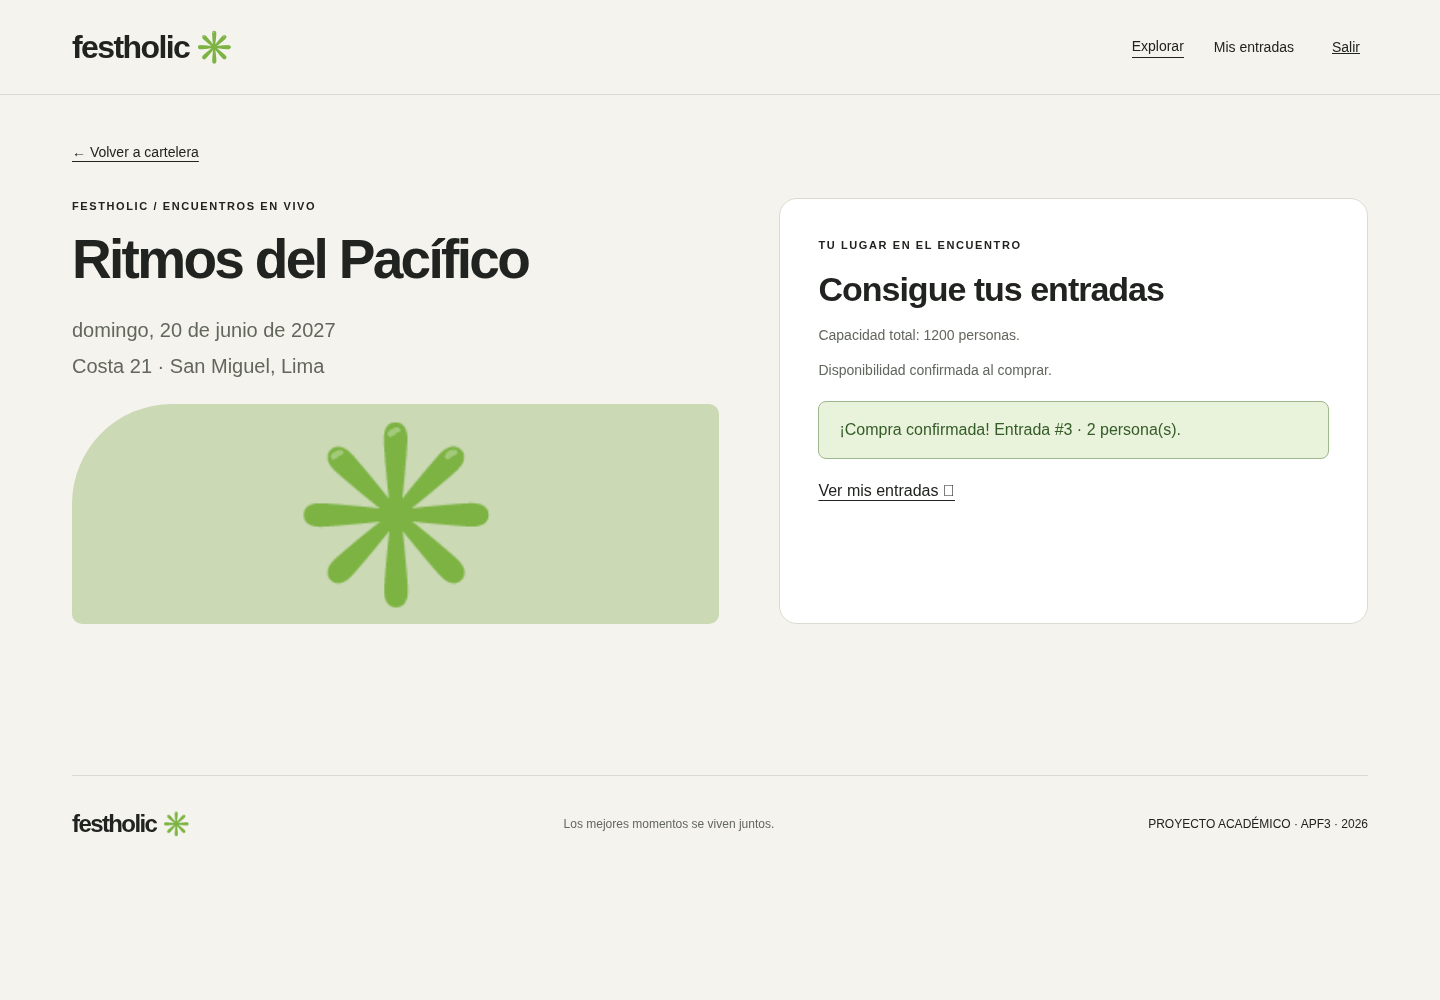 festholic ✳
Explorar Mis entradas Salir
← Volver a cartelera
FESTHOLIC / ENCUENTROS EN VIVO
Ritmos del Pacífico
domingo, 20 de junio de 2027
Costa 21 · San Miguel, Lima
TU LUGAR EN EL ENCUENTRO
Consigue tus entradas
Capacidad total: 1200 personas.
Disponibilidad confirmada al comprar.
¡Compra confirmada! Entrada #3 · 2 persona(s).
Ver mis entradas
festholic ✳
Los mejores momentos se viven juntos.
PROYECTO ACADÉMICO · APF3 · 2026